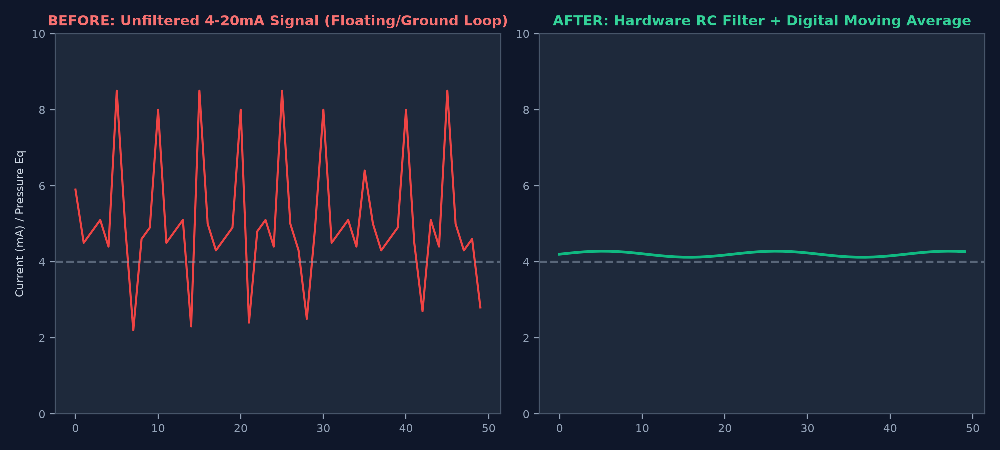 BEFORE: Unfiltered 4-20mA Signal (Floating/Ground Loop)
10
8
6
4
2
0
Current (mA) / Pressure Eq
0 10 20 30 40 50
AFTER: Hardware RC Filter + Digital Moving Average
10
8
6
4
2
0
0 10 20 30 40 50